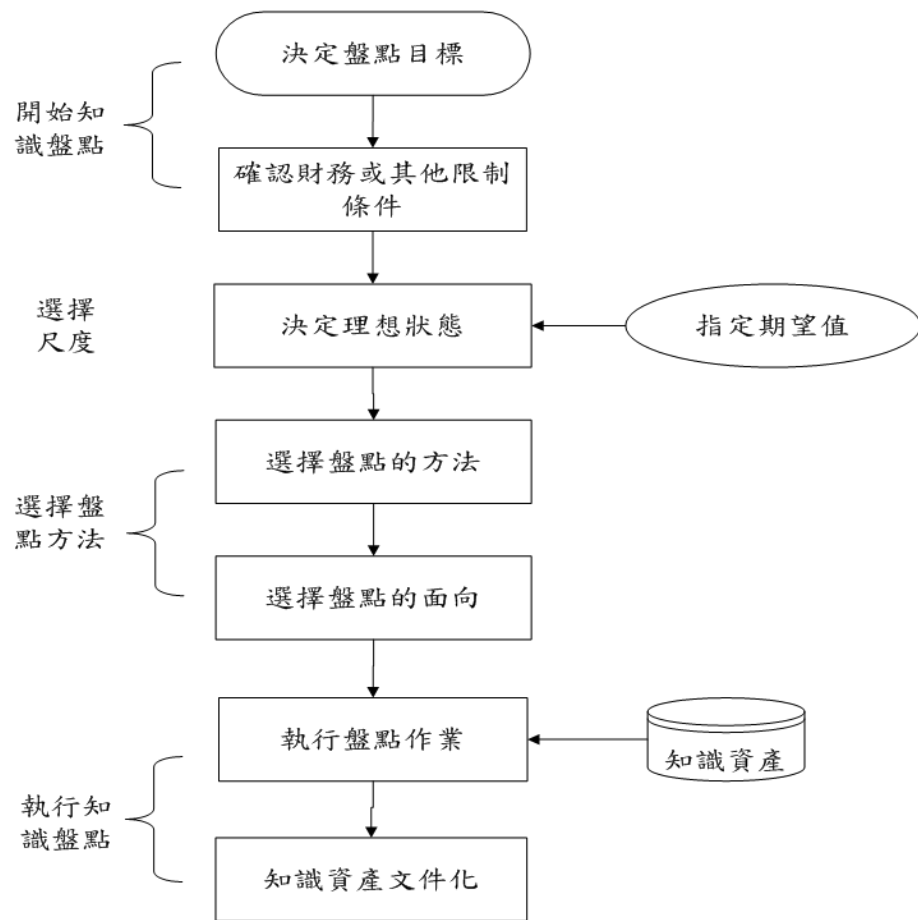 決定盤點目標
開始知
識盤點
確認財務或其他限制
條件
選擇
尺度
決定理想狀態
指定期望值
選擇盤點的方法
選擇盤
點方法
選擇盤點的面向
執行盤點作業
知識資產
執行知
識盤點
知識資產文件化